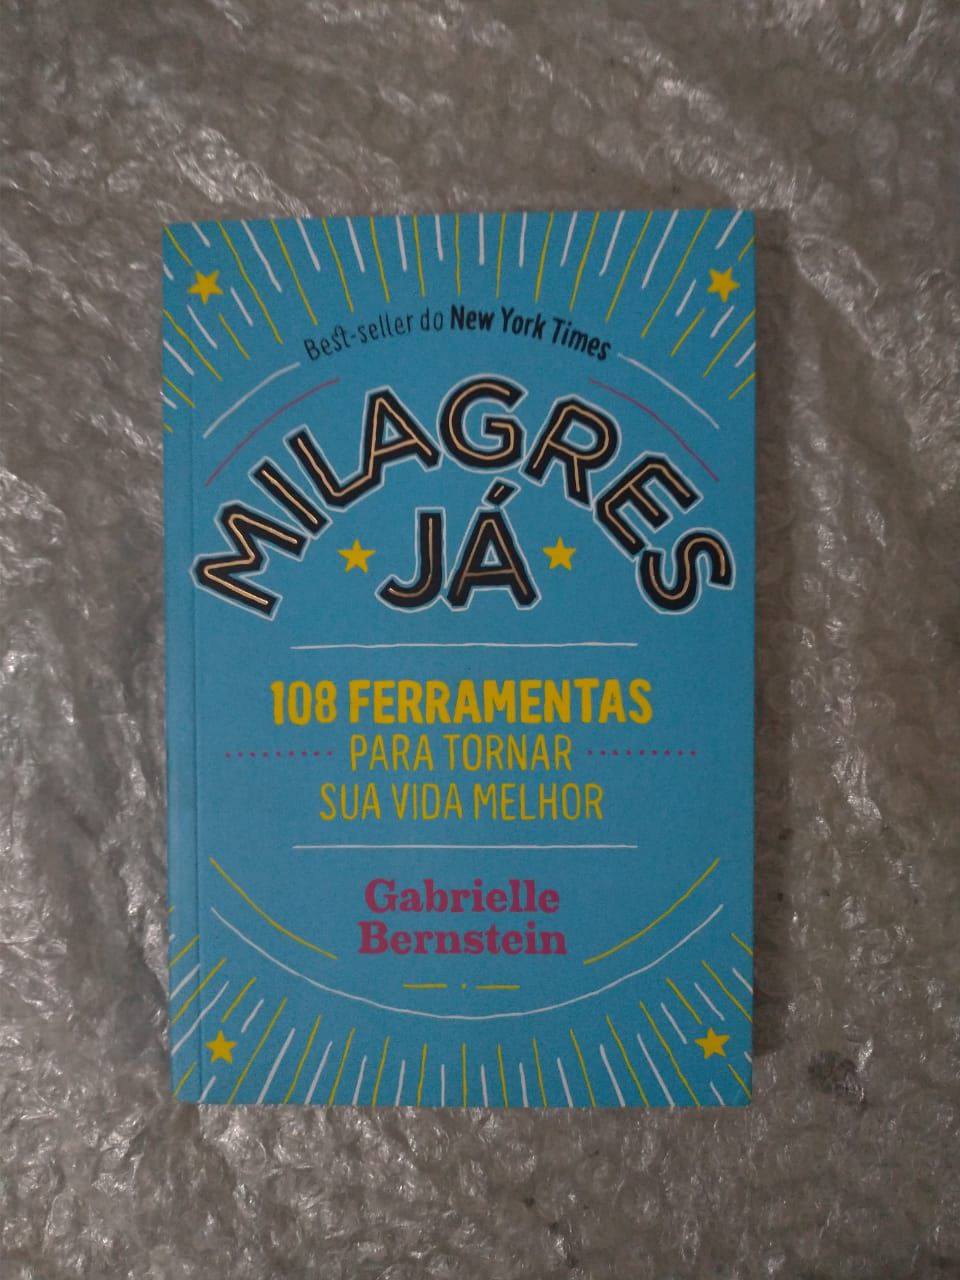 Best-seller do New York Times
MILAGRES
JÁ
108 FERRAMENTAS
PARA TORNAR
SUA VIDA MELHOR
Gabrielle
Bernstein